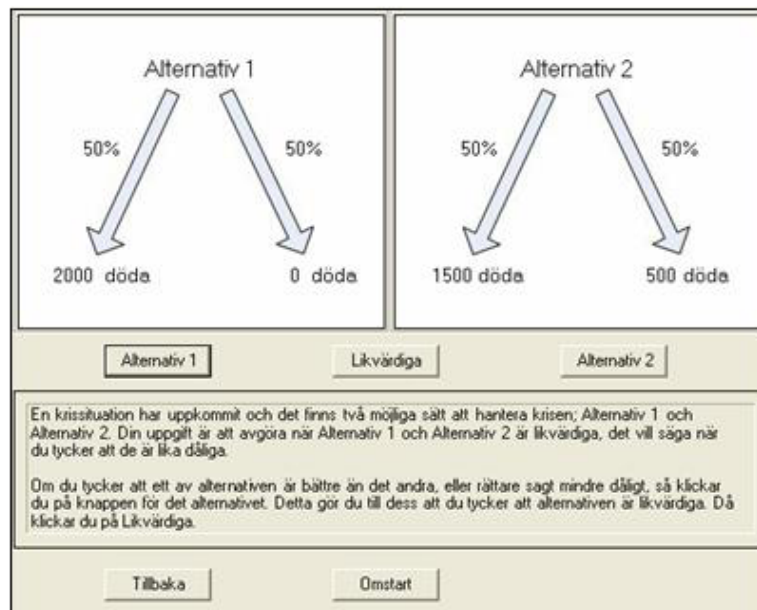 Alternativ 1
50%
50%
2000 döda
0 döda
Alternativ 2
50%
50%
1500 döda
500 döda
Alternativ 1
Likvärdiga
Alternativ 2
En krissituation har uppkommit och det finns två möjliga sätt att hantera krisen; Alternativ 1 och
Alternativ 2. Din uppgift är att avgöra när Alternativ 1 och Alternativ 2 är likvärdiga, det vill säga när
du tycker att de är lika dåliga.
Om du tycker att ett av alternativen är bättre än det andra, eller rättare sagt mindre dåligt, så klickar
du på knappen för det alternativet. Detta gör du till dess att du tycker att alternativen är likvärdiga. Då
klickar du på Likvärdiga.
Tillbaka
Omstart